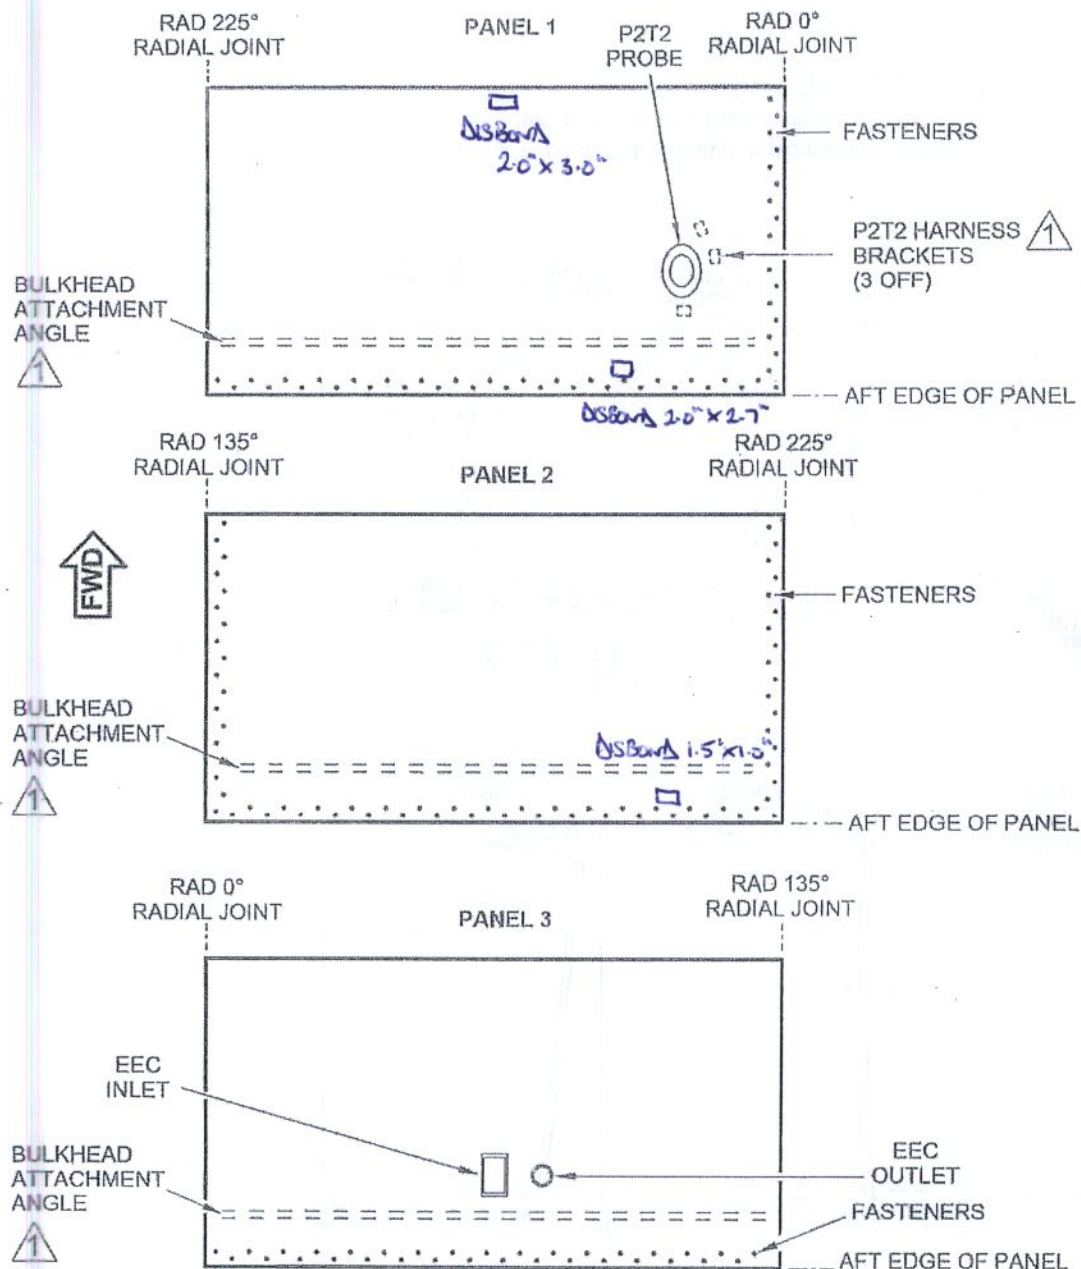 RAD 225°
RADIAL JOINT
PANEL 1
P2T2
PROBE
RAD 0°
RADIAL JOINT
DISBOND
2.0" X 3.0"
FASTENERS
P2T2 HARNESS
BRACKETS
(3 OFF)
1
BULKHEAD
ATTACHMENT
ANGLE
1
AFT EDGE OF PANEL
DISBOND 2.0" X 2.7"
RAD 135°
RADIAL JOINT
PANEL 2
RAD 225°
RADIAL JOINT
FWD
FASTENERS
BULKHEAD
ATTACHMENT
ANGLE
1
DISBOND 1.5" X 1.0"
AFT EDGE OF PANEL
RAD 0°
RADIAL JOINT
PANEL 3
RAD 135°
RADIAL JOINT
EEC
INLET
BULKHEAD
ATTACHMENT
ANGLE
1
EEC
OUTLET
FASTENERS
AFT EDGE OF PANEL